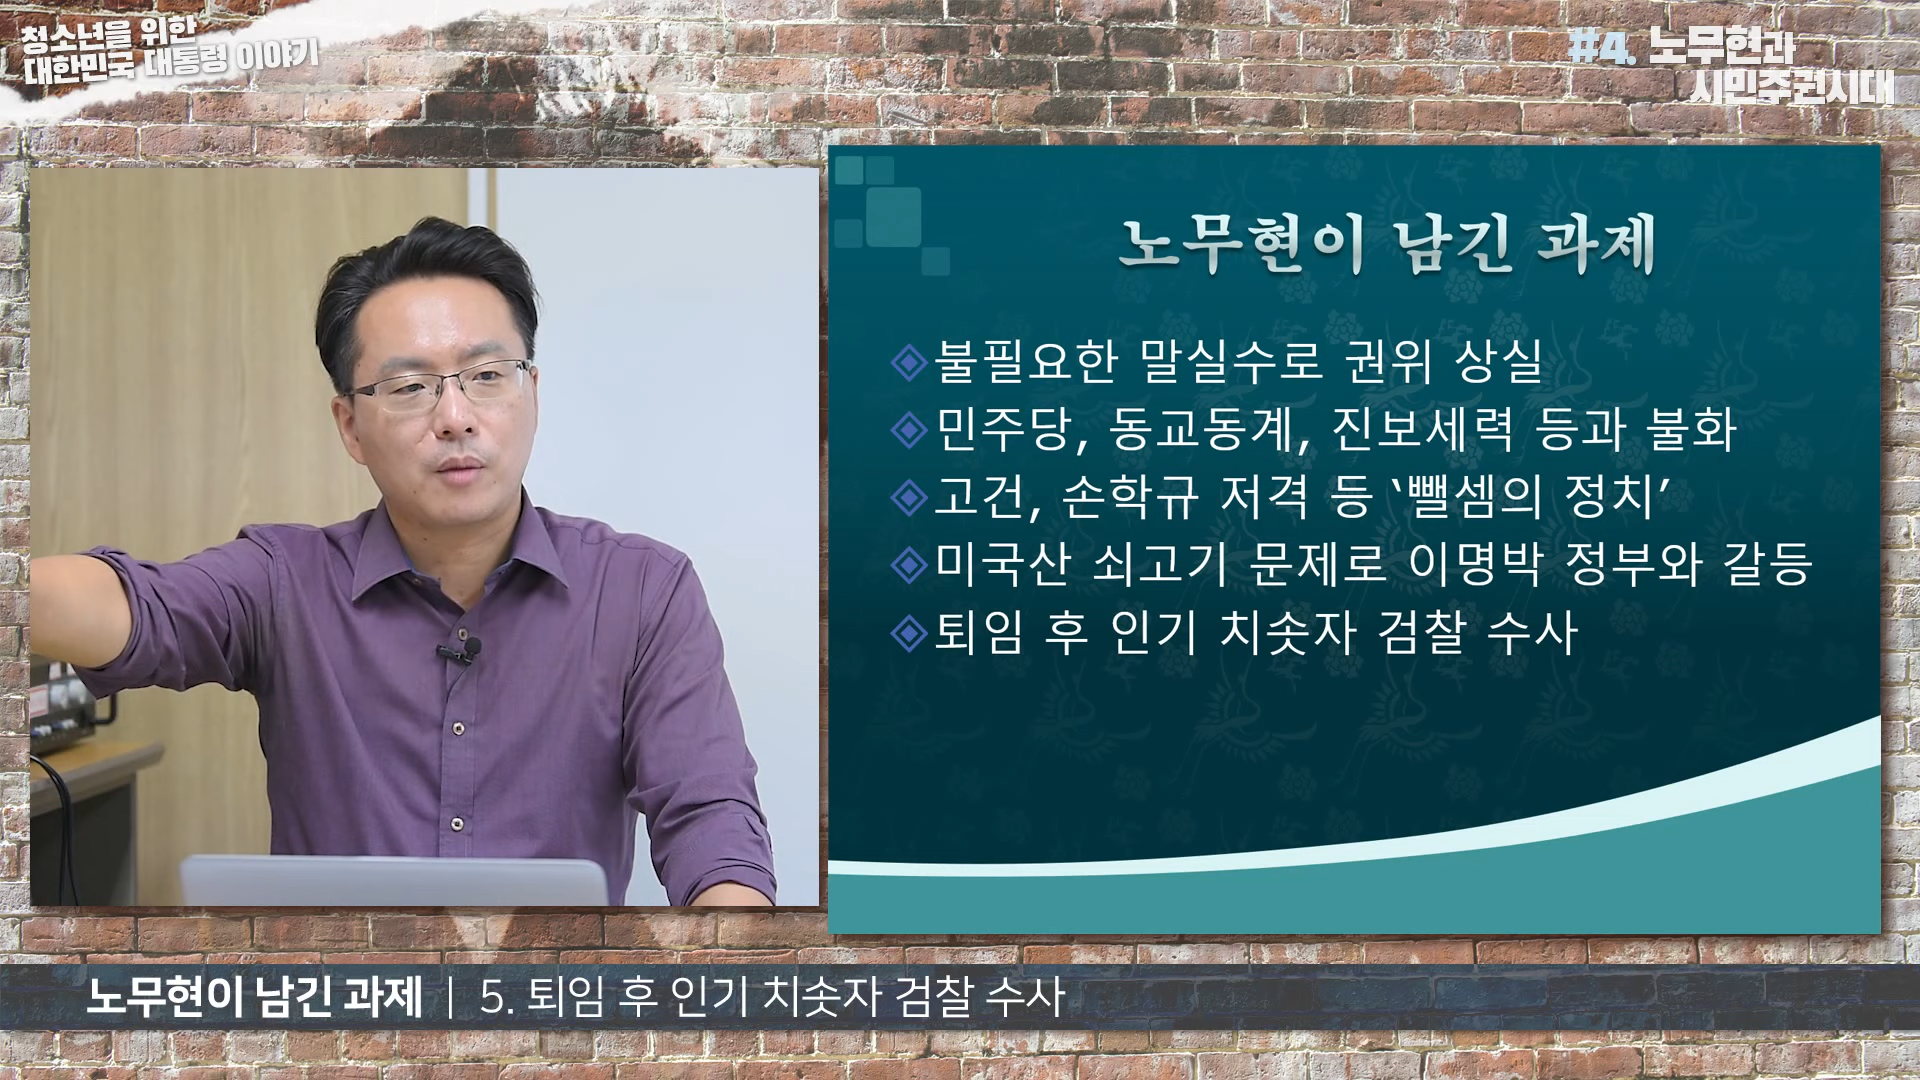 청소년을 위한
대한민국 대통령 이야기
#4. 노무현과
시민주권시대
노무현이 남긴 과제
불필요한 말실수로 권위 상실
민주당, 동교동계, 진보세력 등과 불화
고건, 손학규 저격 등 ‘뺄셈의 정치’
미국산 쇠고기 문제로 이명박 정부와 갈등
퇴임 후 인기 치솟자 검찰 수사
노무현이 남긴 과제 | 5. 퇴임 후 인기 치솟자 검찰 수사